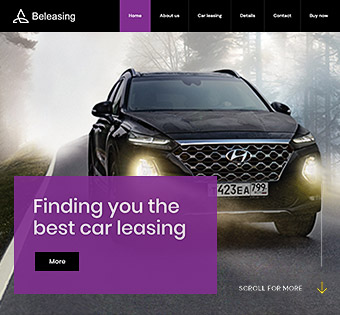 Beleasing
Home About us Car leasing Details Contact Buy now
423EA 799
Finding you the
best car leasing
More
SCROLL FOR MORE